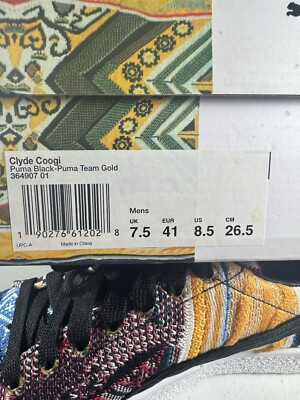 Clyde Coogi
Puma Black-Puma Team Gold
364907 01
Mens
UK EUR US CM
7.5 41 8.5 26.5
1 90276 61202 8
UPC-A Made in China